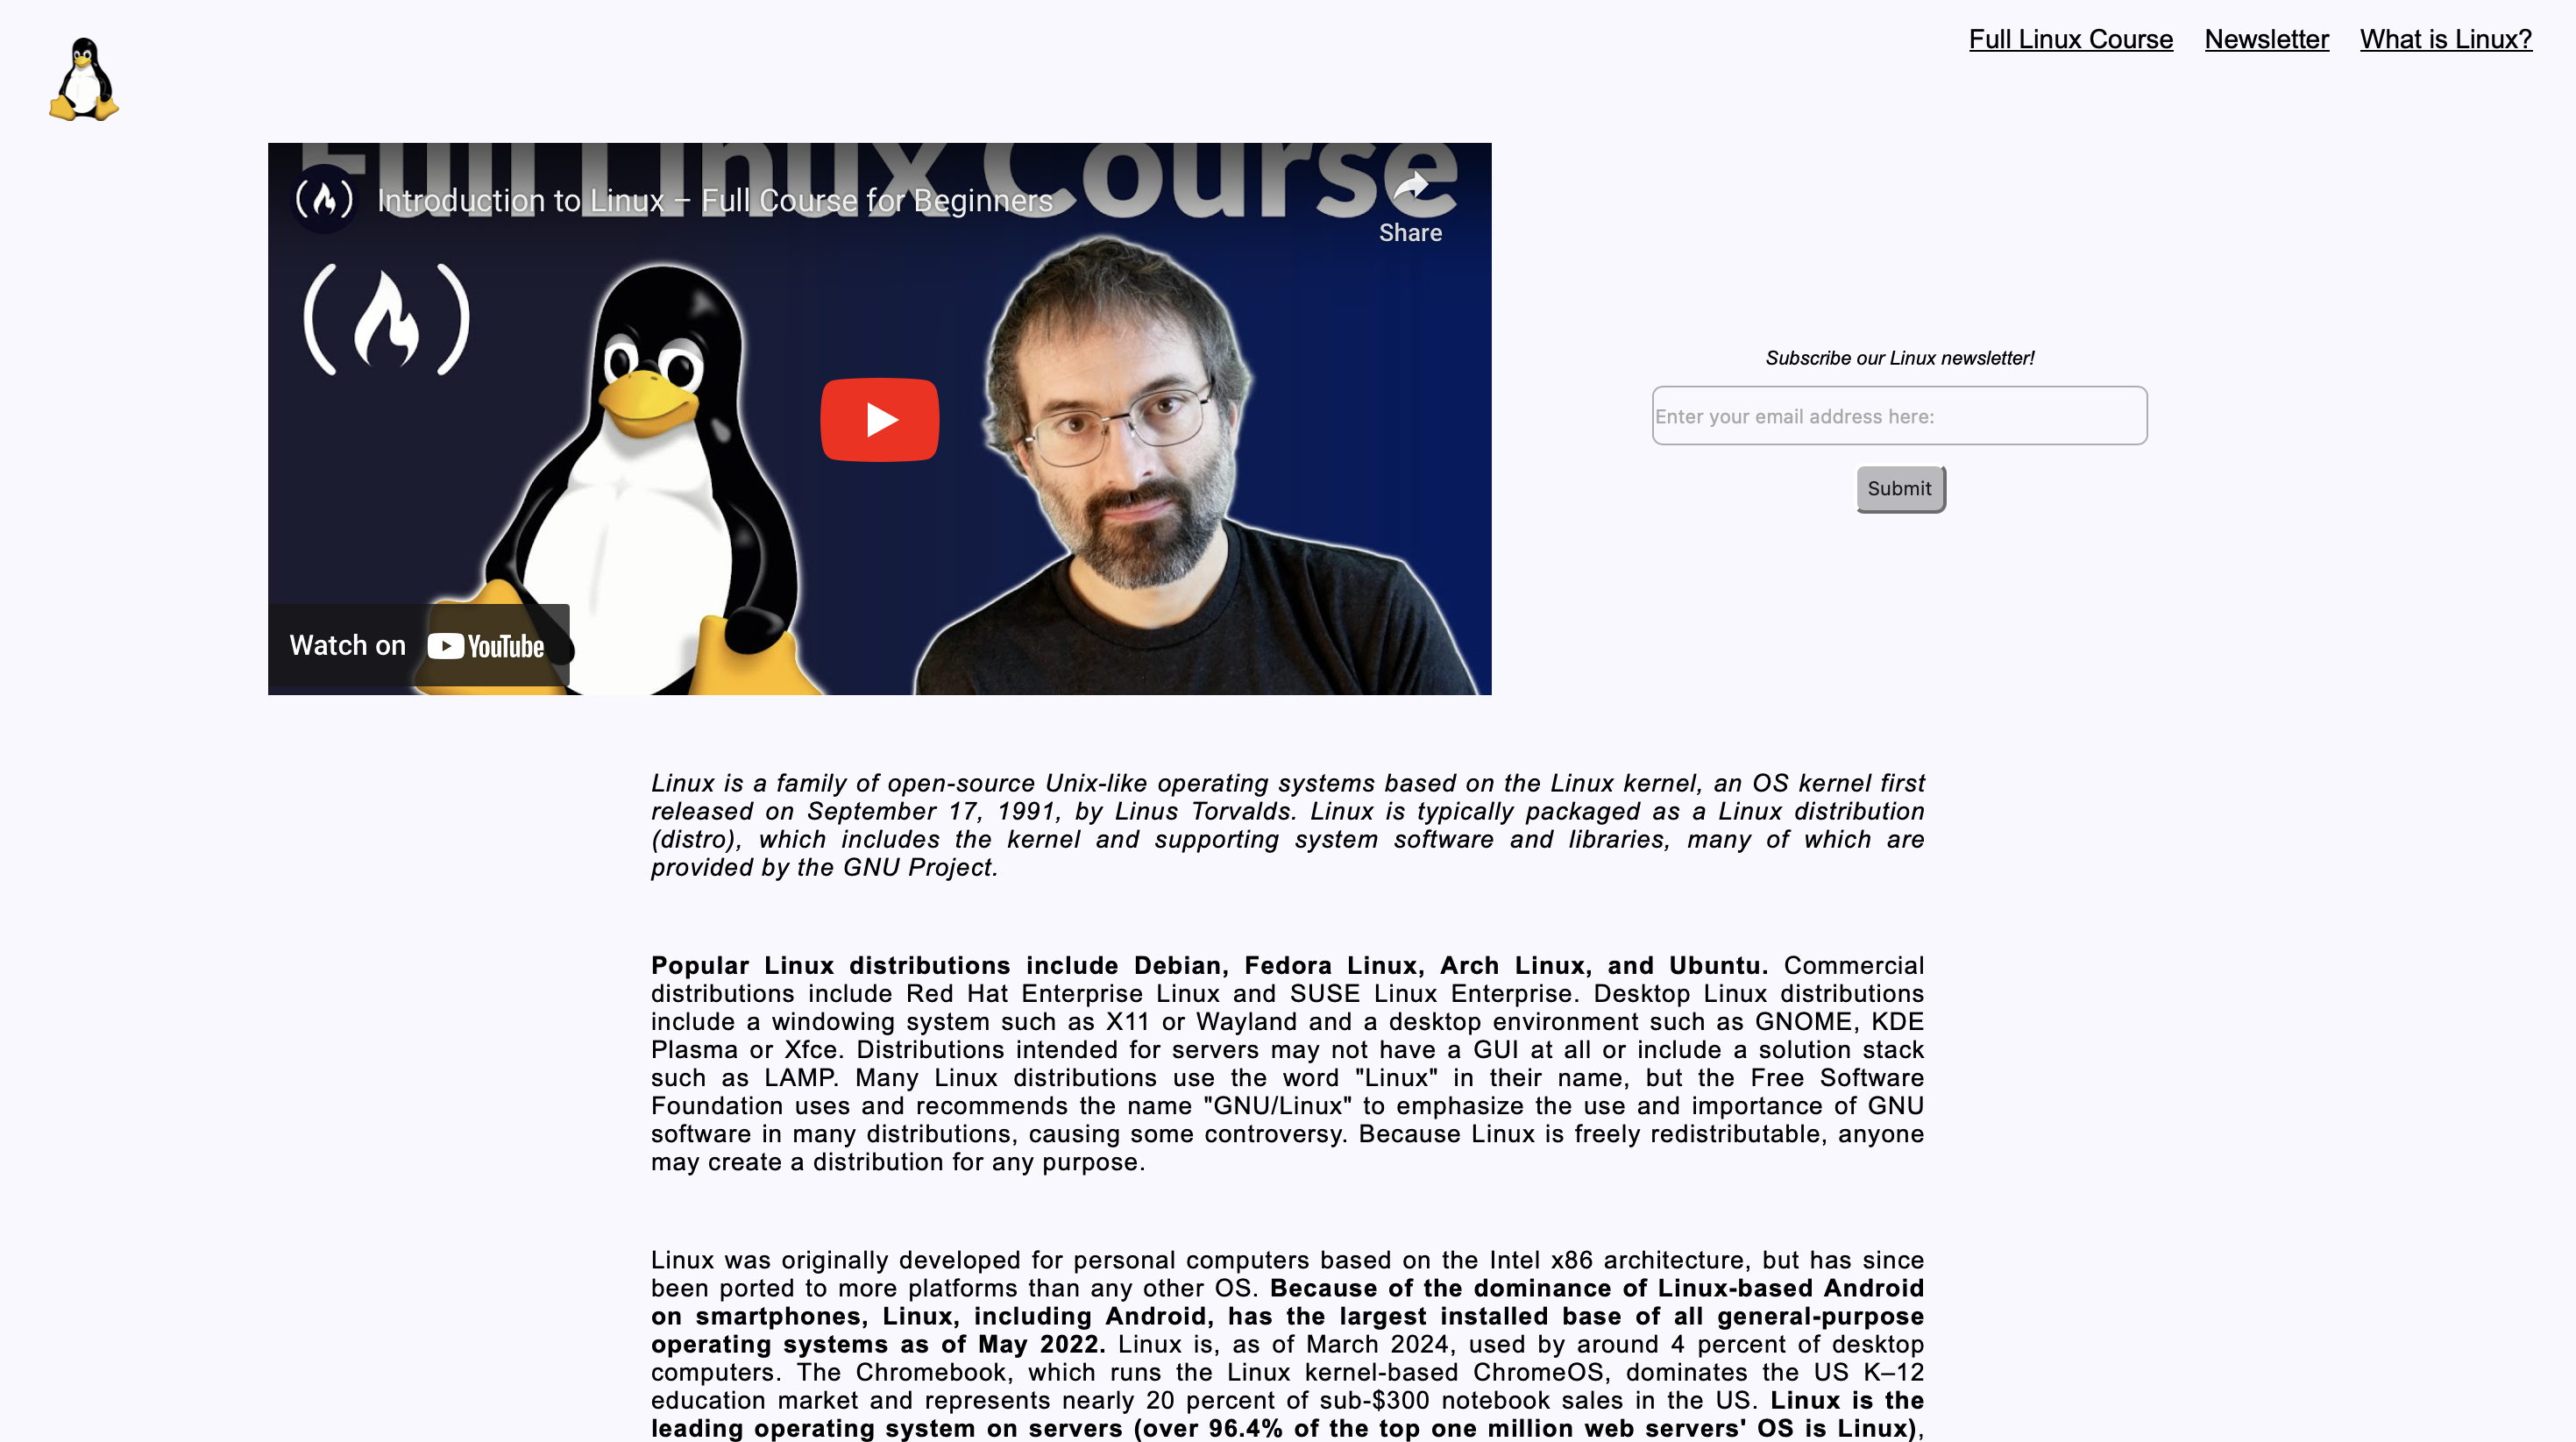 Full Linux Course Newsletter What is Linux?
Full Linux Course
Introduction to Linux – Full Course for Beginners
Share
Watch on YouTube
Subscribe our Linux newsletter!
Enter your email address here:
Submit
Linux is a family of open-source Unix-like operating systems based on the Linux kernel, an OS kernel first
released on September 17, 1991, by Linus Torvalds. Linux is typically packaged as a Linux distribution
(distro), which includes the kernel and supporting system software and libraries, many of which are
provided by the GNU Project.
Popular Linux distributions include Debian, Fedora Linux, Arch Linux, and Ubuntu. Commercial
distributions include Red Hat Enterprise Linux and SUSE Linux Enterprise. Desktop Linux distributions
include a windowing system such as X11 or Wayland and a desktop environment such as GNOME, KDE
Plasma or Xfce. Distributions intended for servers may not have a GUI at all or include a solution stack
such as LAMP. Many Linux distributions use the word "Linux" in their name, but the Free Software
Foundation uses and recommends the name "GNU/Linux" to emphasize the use and importance of GNU
software in many distributions, causing some controversy. Because Linux is freely redistributable, anyone
may create a distribution for any purpose.
Linux was originally developed for personal computers based on the Intel x86 architecture, but has since
been ported to more platforms than any other OS. Because of the dominance of Linux-based Android
on smartphones, Linux, including Android, has the largest installed base of all general-purpose
operating systems as of May 2022. Linux is, as of March 2024, used by around 4 percent of desktop
computers. The Chromebook, which runs the Linux kernel-based ChromeOS, dominates the US K–12
education market and represents nearly 20 percent of sub-$300 notebook sales in the US. Linux is the
leading operating system on servers (over 96.4% of the top one million web servers' OS is Linux),